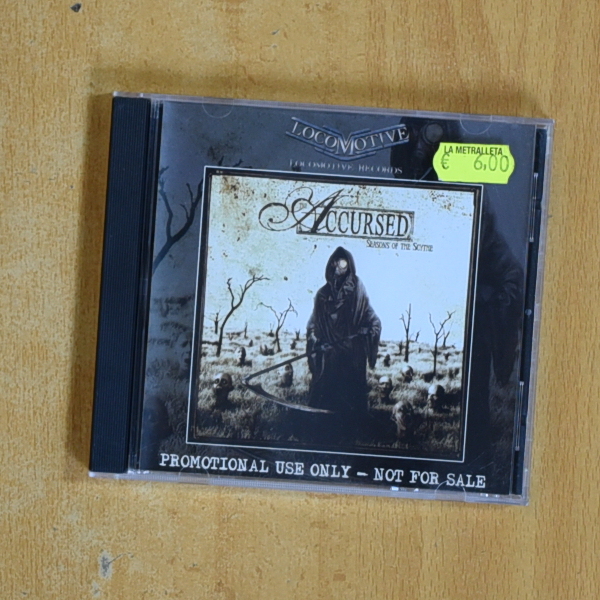 LOCOMOTIVE
LOCOMOTIVE RECORDS
LA METRALLETA
€ 6,00
ACCURSED
SEASONS OF THE SCYTHE
PROMOTIONAL USE ONLY – NOT FOR SALE